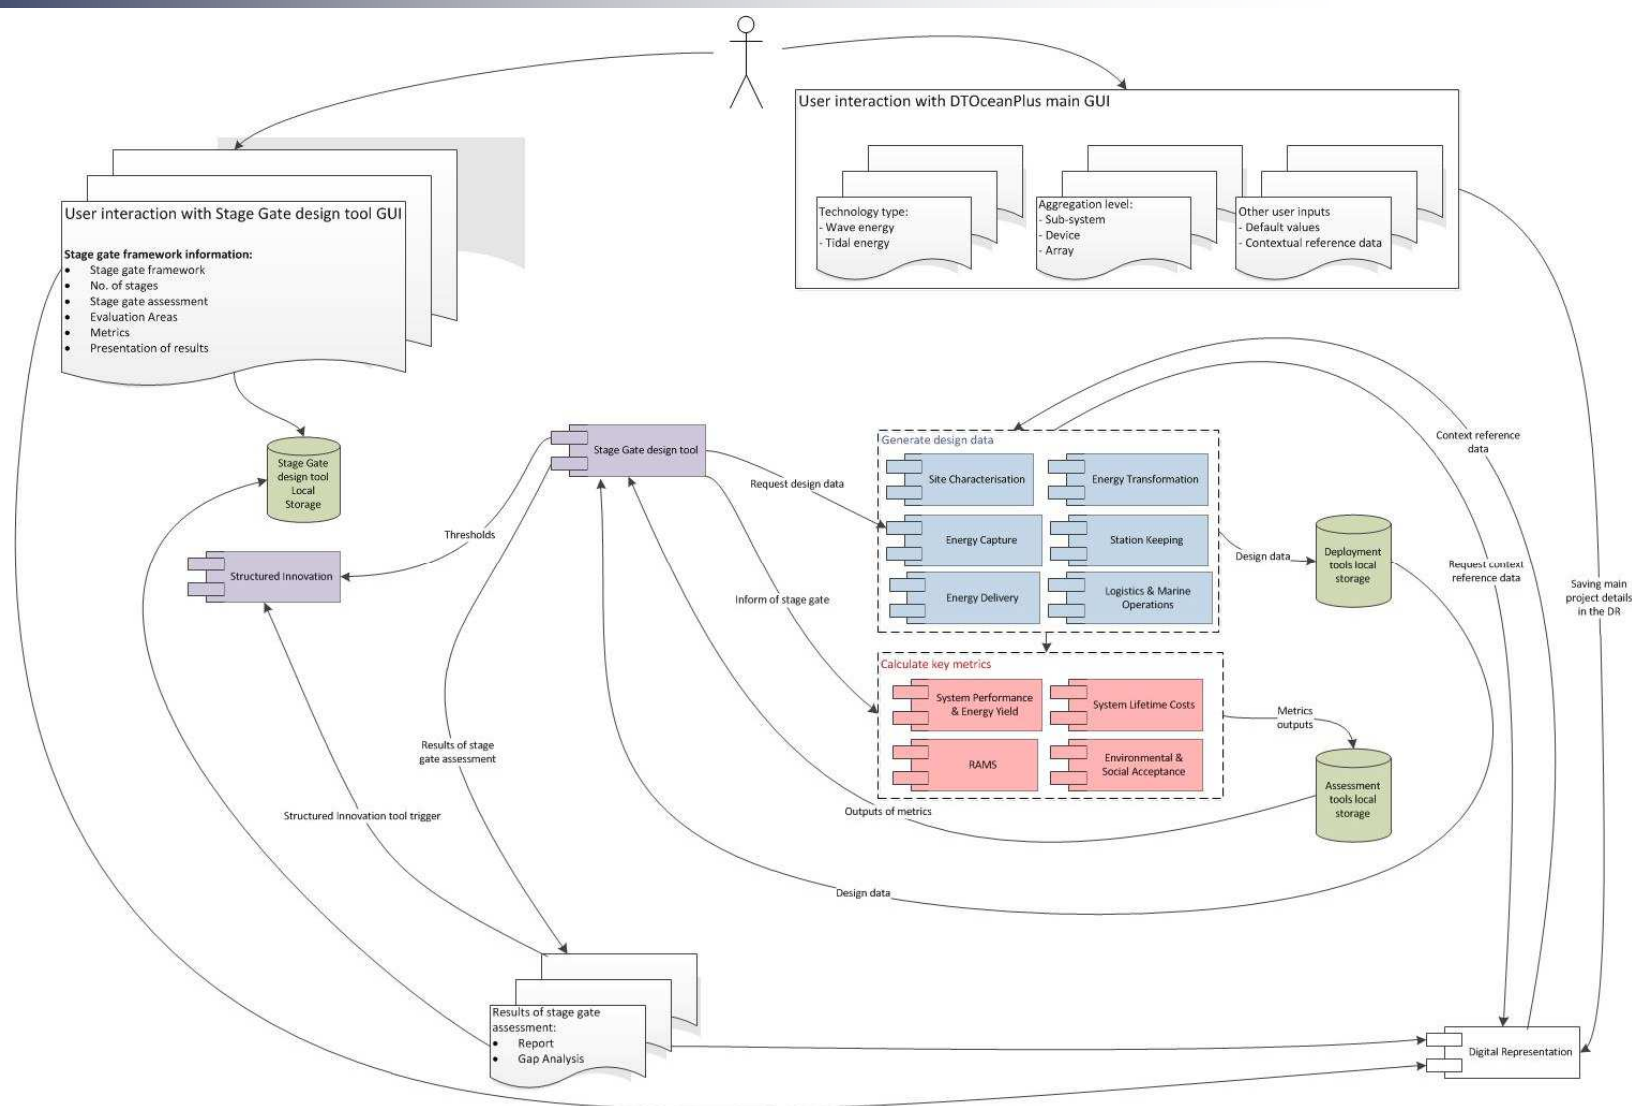 User interaction with DTOceanPlus main GUI
Technology type:
- Wave energy
- Tidal energy
Aggregation level:
- Sub-system
- Device
- Array
Other user inputs
- Default values
- Contextual reference data
User interaction with Stage Gate design tool GUI
Stage gate framework information:
• Stage gate framework
• No. of stages
• Stage gate assessment
• Evaluation Areas
• Metrics
• Presentation of results
Stage Gate
design tool
Local
Storage
Structured Innovation
Thresholds
Stage Gate design tool
Request design data
Inform of stage gate
Generate design data
Site Characterisation
Energy Transformation
Energy Capture
Station Keeping
Energy Delivery
Logistics & Marine
Operations
Design data
Deployment
tools local
storage
Context reference
data
Request context
reference data
Saving main
project details
in the DR
Calculate key metrics
System Performance
& Energy Yield
System Lifetime Costs
RAMS
Environmental &
Social Acceptance
Metrics
outputs
Assessment
tools local
storage
Results of stage
gate assessment
Structured Innovation tool trigger
Outputs of metrics
Design data
Results of stage gate
assessment:
• Report
• Gap Analysis
Digital Representation